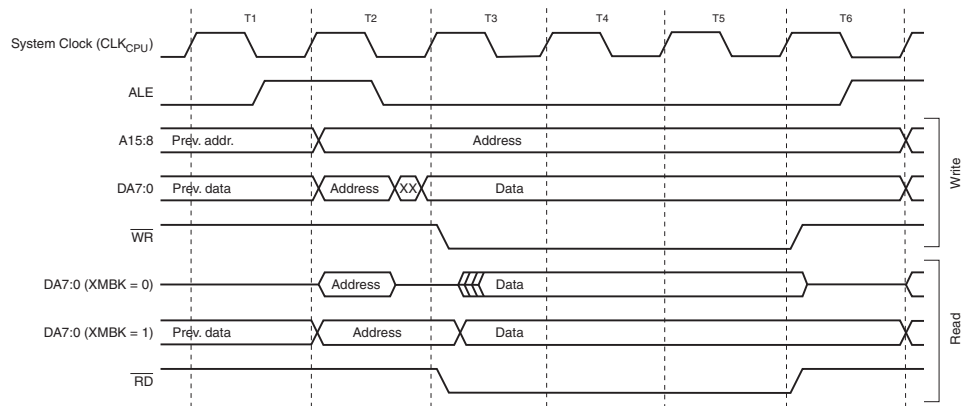 T1 T2 T3 T4 T5 T6
System Clock (CLKCPU)
ALE
A15:8 Prev. addr. Address
DA7:0 Prev. data Address XX Data
WR
Write
DA7:0 (XMBK = 0) Address Data
DA7:0 (XMBK = 1) Prev. data Address Data
RD
Read